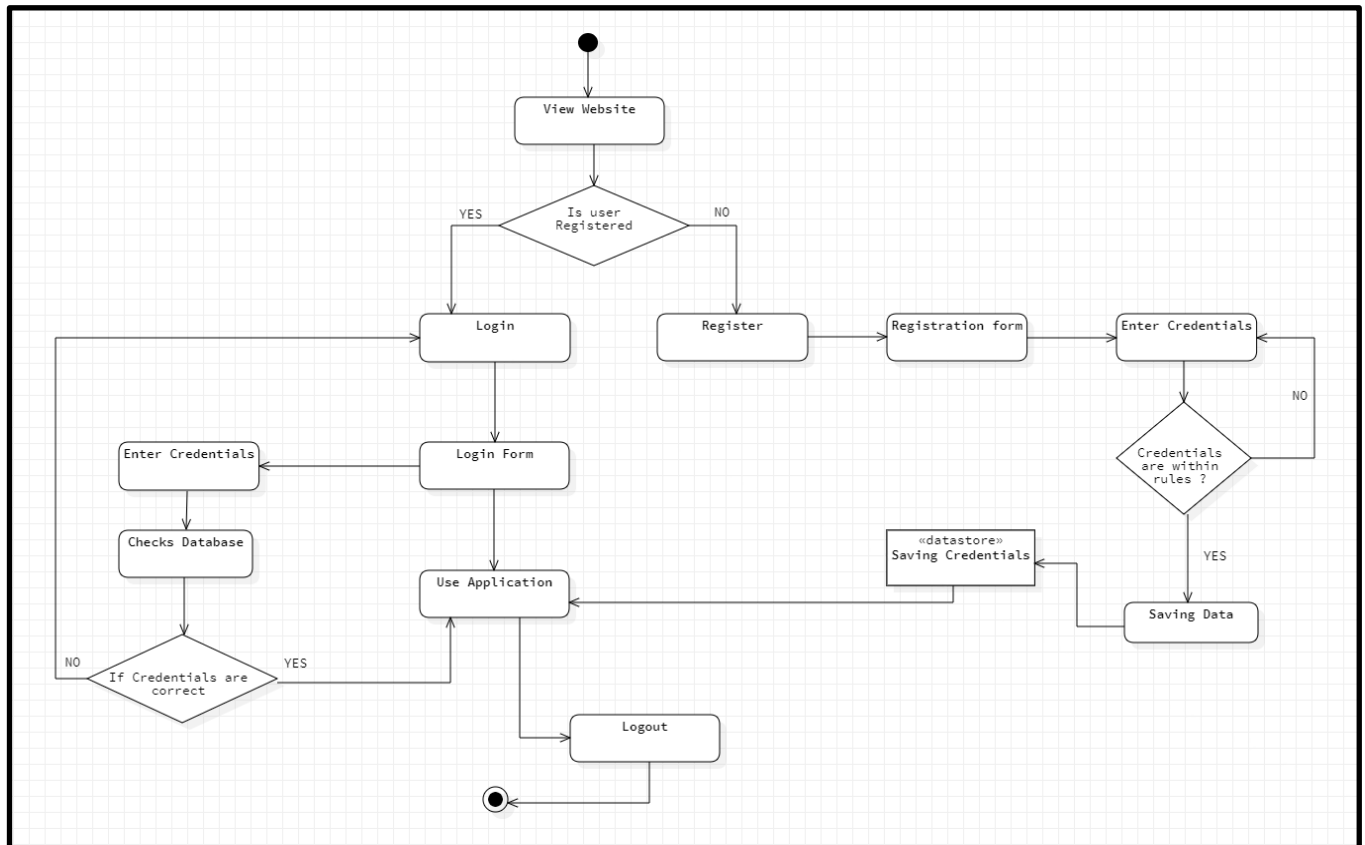 View Website
Is user
Registered
YES
NO
Login
Register
Registration form
Enter Credentials
NO
Enter Credentials
Login Form
Credentials
are within
rules ?
Checks Database
«datastore»
Saving Credentials
YES
Use Application
Saving Data
NO
YES
If Credentials are
correct
Logout